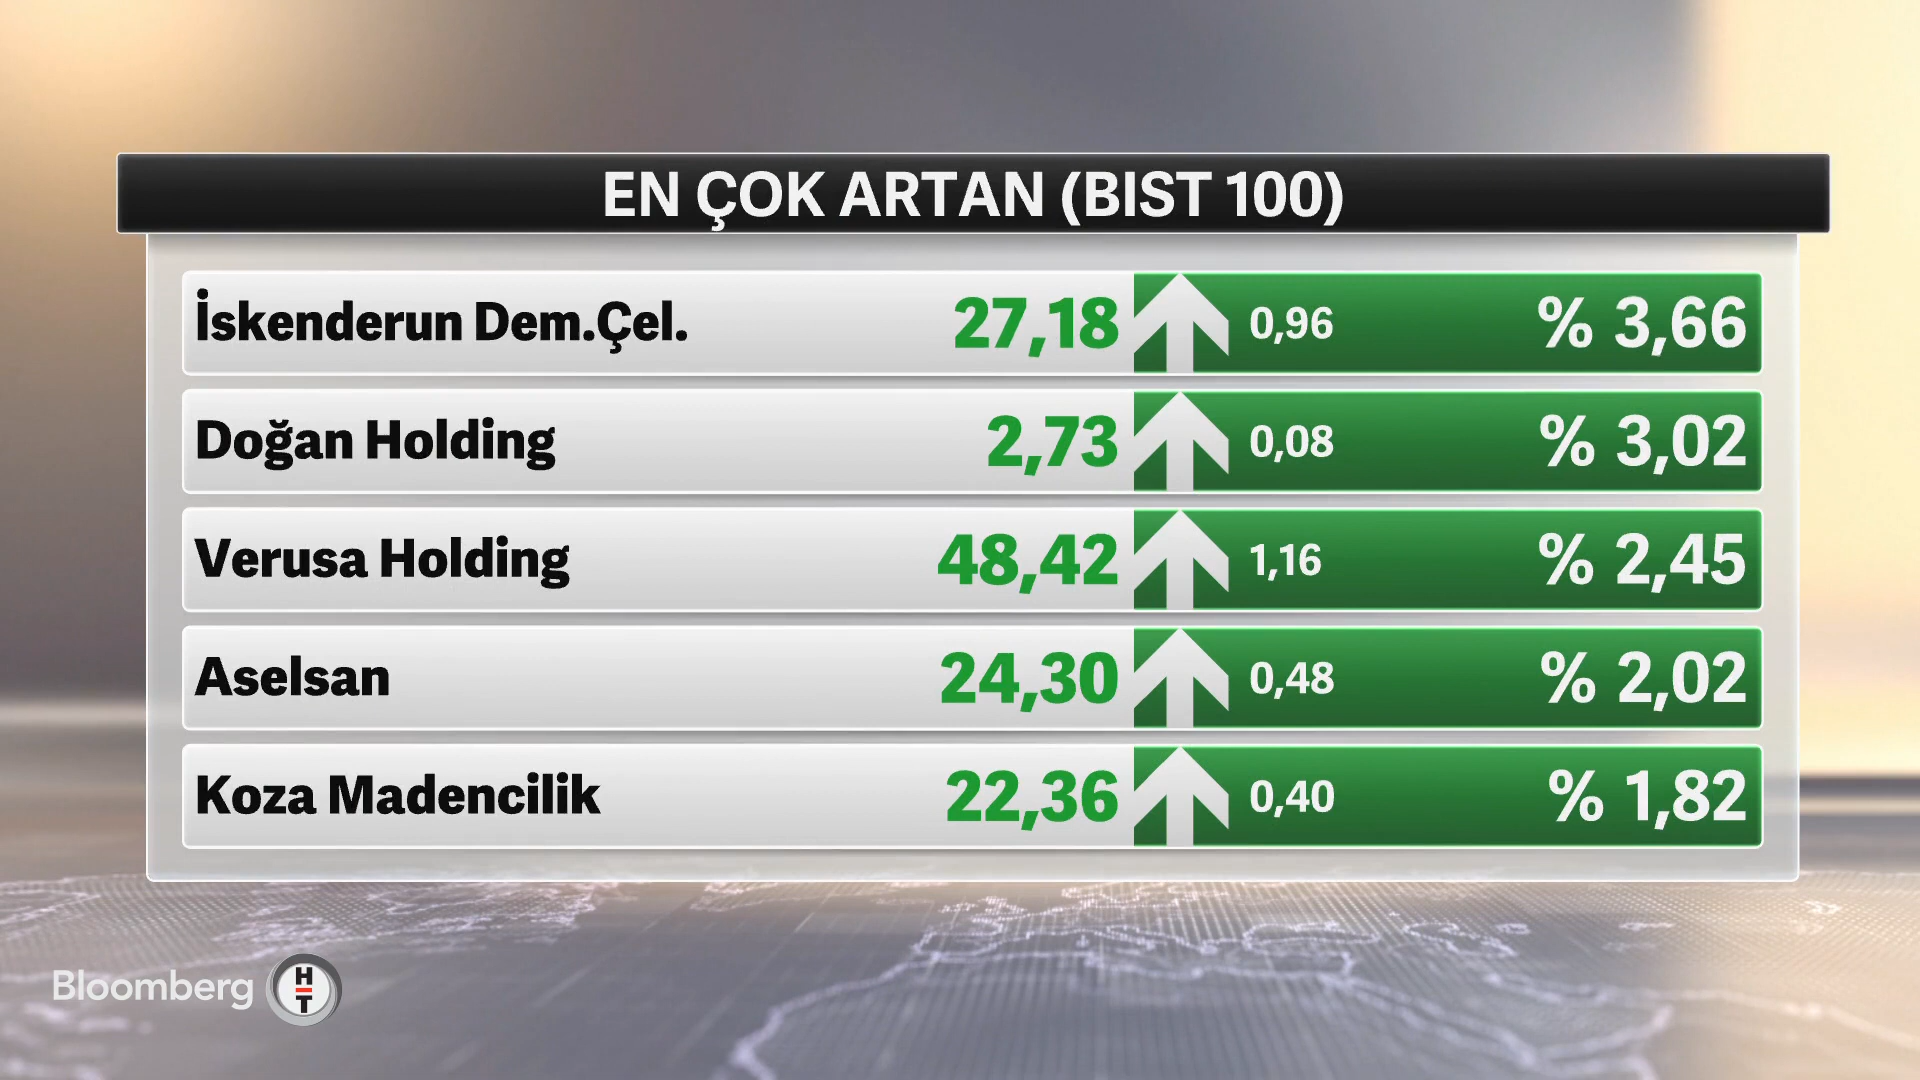 EN ÇOK ARTAN (BIST 100)
İskenderun Dem.Çel. 27,18 0,96 % 3,66
Doğan Holding 2,73 0,08 % 3,02
Verusa Holding 48,42 1,16 % 2,45
Aselsan 24,30 0,48 % 2,02
Koza Madencilik 22,36 0,40 % 1,82
Bloomberg HT